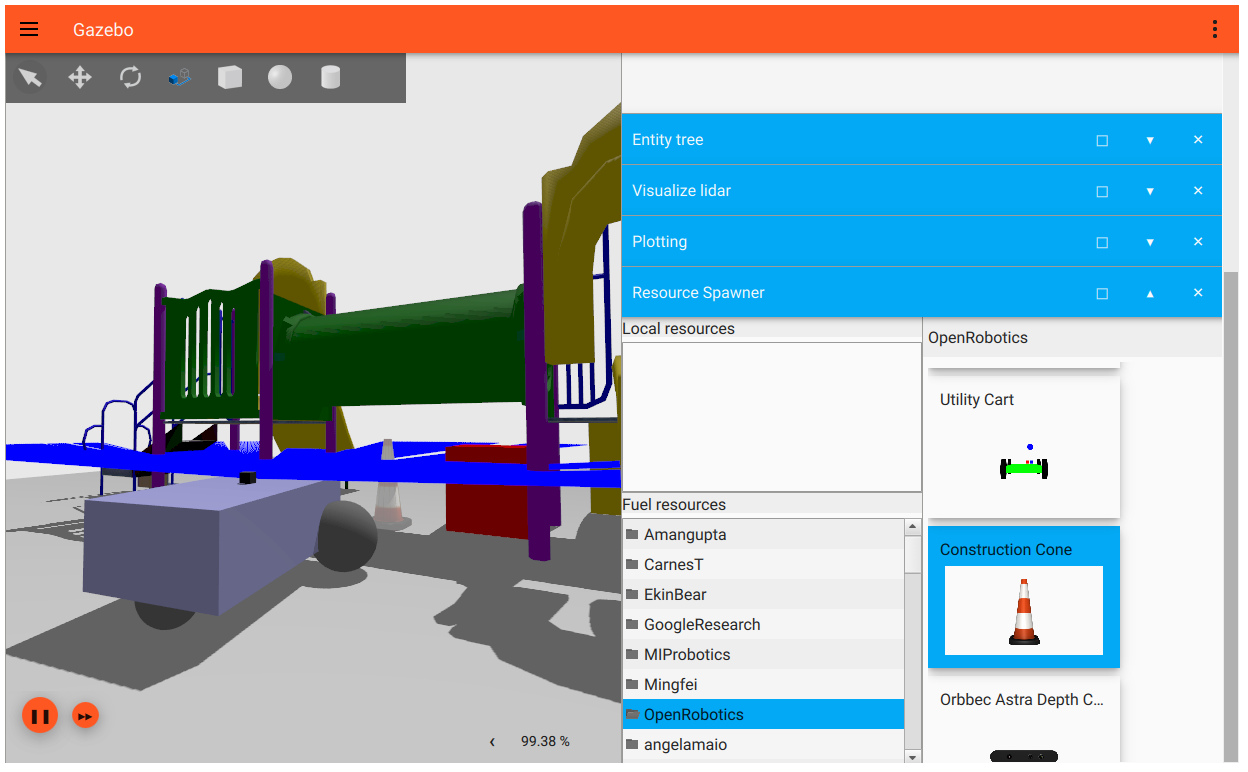 Gazebo
Entity tree
Visualize lidar
Plotting
Resource Spawner
Local resources
OpenRobotics
Utility Cart
Fuel resources
Amangupta
CarnesT
EkinBear
GoogleResearch
MIProbotics
Mingfei
OpenRobotics
angelamaio
Construction Cone
Orbbec Astra Depth C...
99.38 %